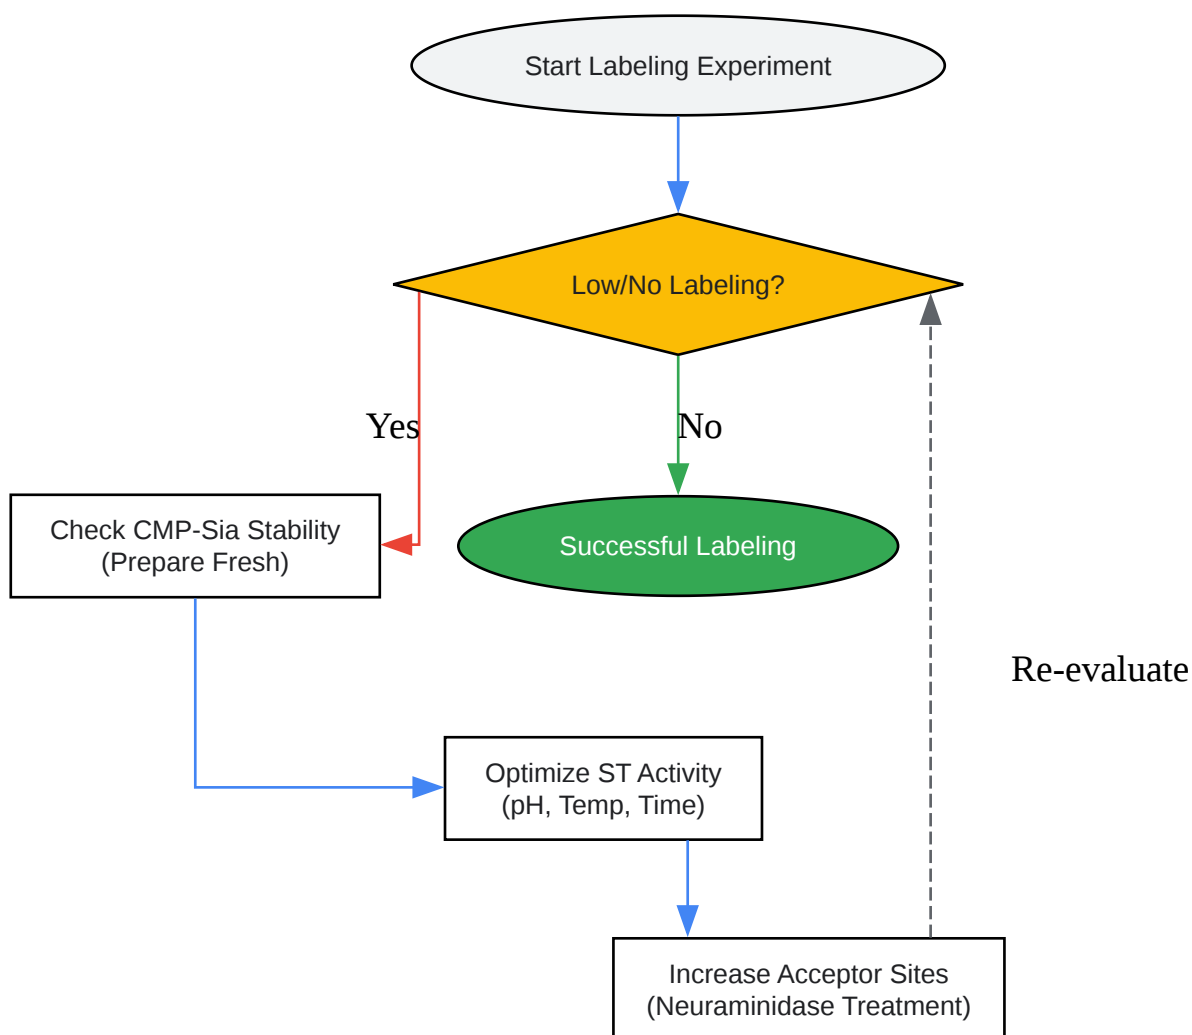 Start Labeling Experiment
Low/No Labeling?
Yes
No
Check CMP-Sia Stability
(Prepare Fresh)
Successful Labeling
Re-evaluate
Optimize ST Activity
(pH, Temp, Time)
Increase Acceptor Sites
(Neuraminidase Treatment)